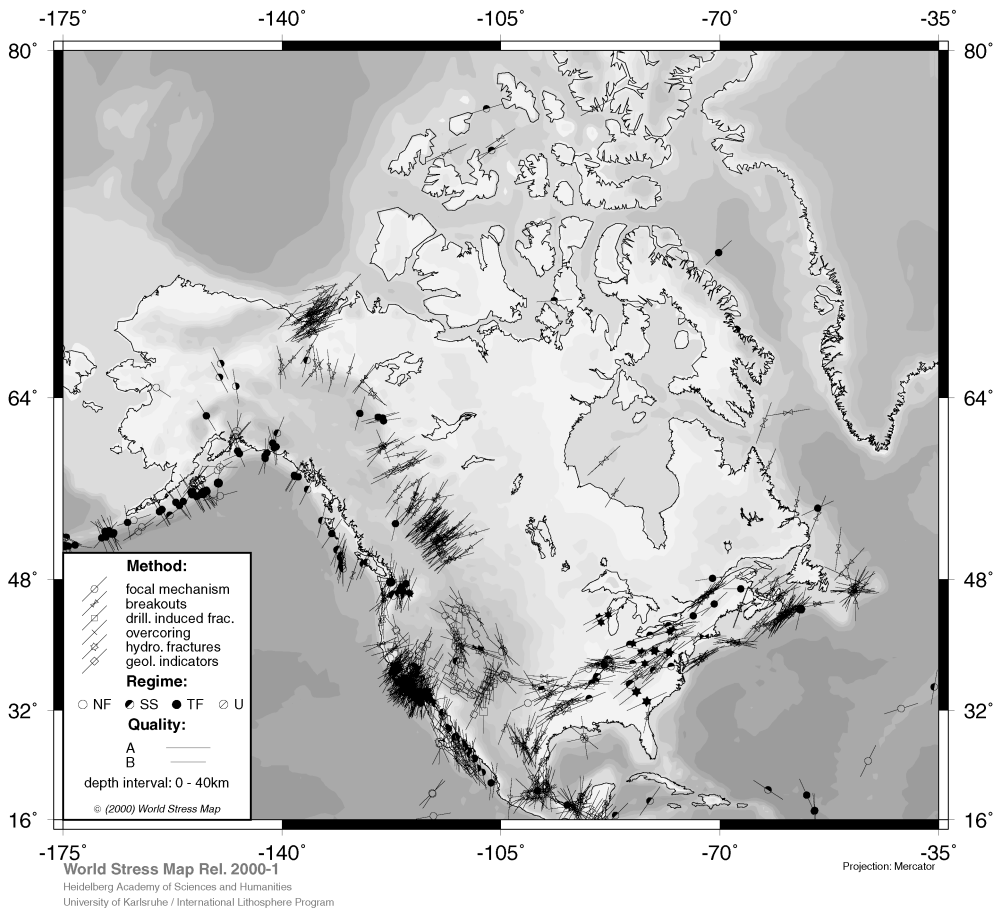 -175° -140° -105° -70° -35°
80° 80°
64° 64°
48° 48°
32° 32°
16° 16°
Method:
focal mechanism
breakouts
drill. induced frac.
overcoring
hydro. fractures
geol. indicators
Regime:
NF SS TF U
Quality:
A
B
depth interval: 0 - 40km
© (2000) World Stress Map
-175° -140° -105° -70° -35°
World Stress Map Rel. 2000-1
Projection: Mercator
Heidelberg Academy of Sciences and Humanities
University of Karlsruhe / International Lithosphere Program